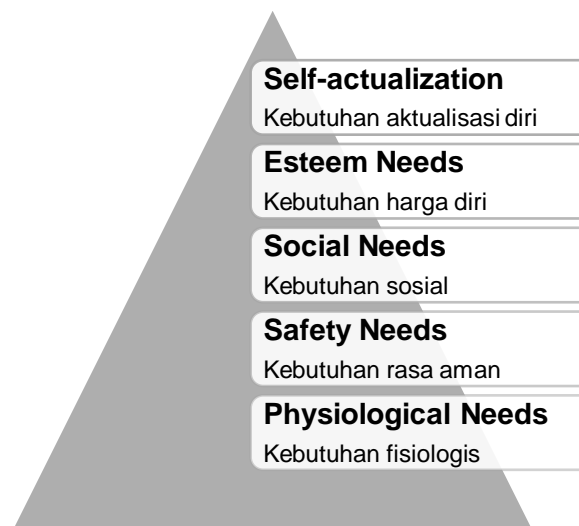 Self-actualization
Kebutuhan aktualisasi diri
Esteem Needs
Kebutuhan harga diri
Social Needs
Kebutuhan sosial
Safety Needs
Kebutuhan rasa aman
Physiological Needs
Kebutuhan fisiologis